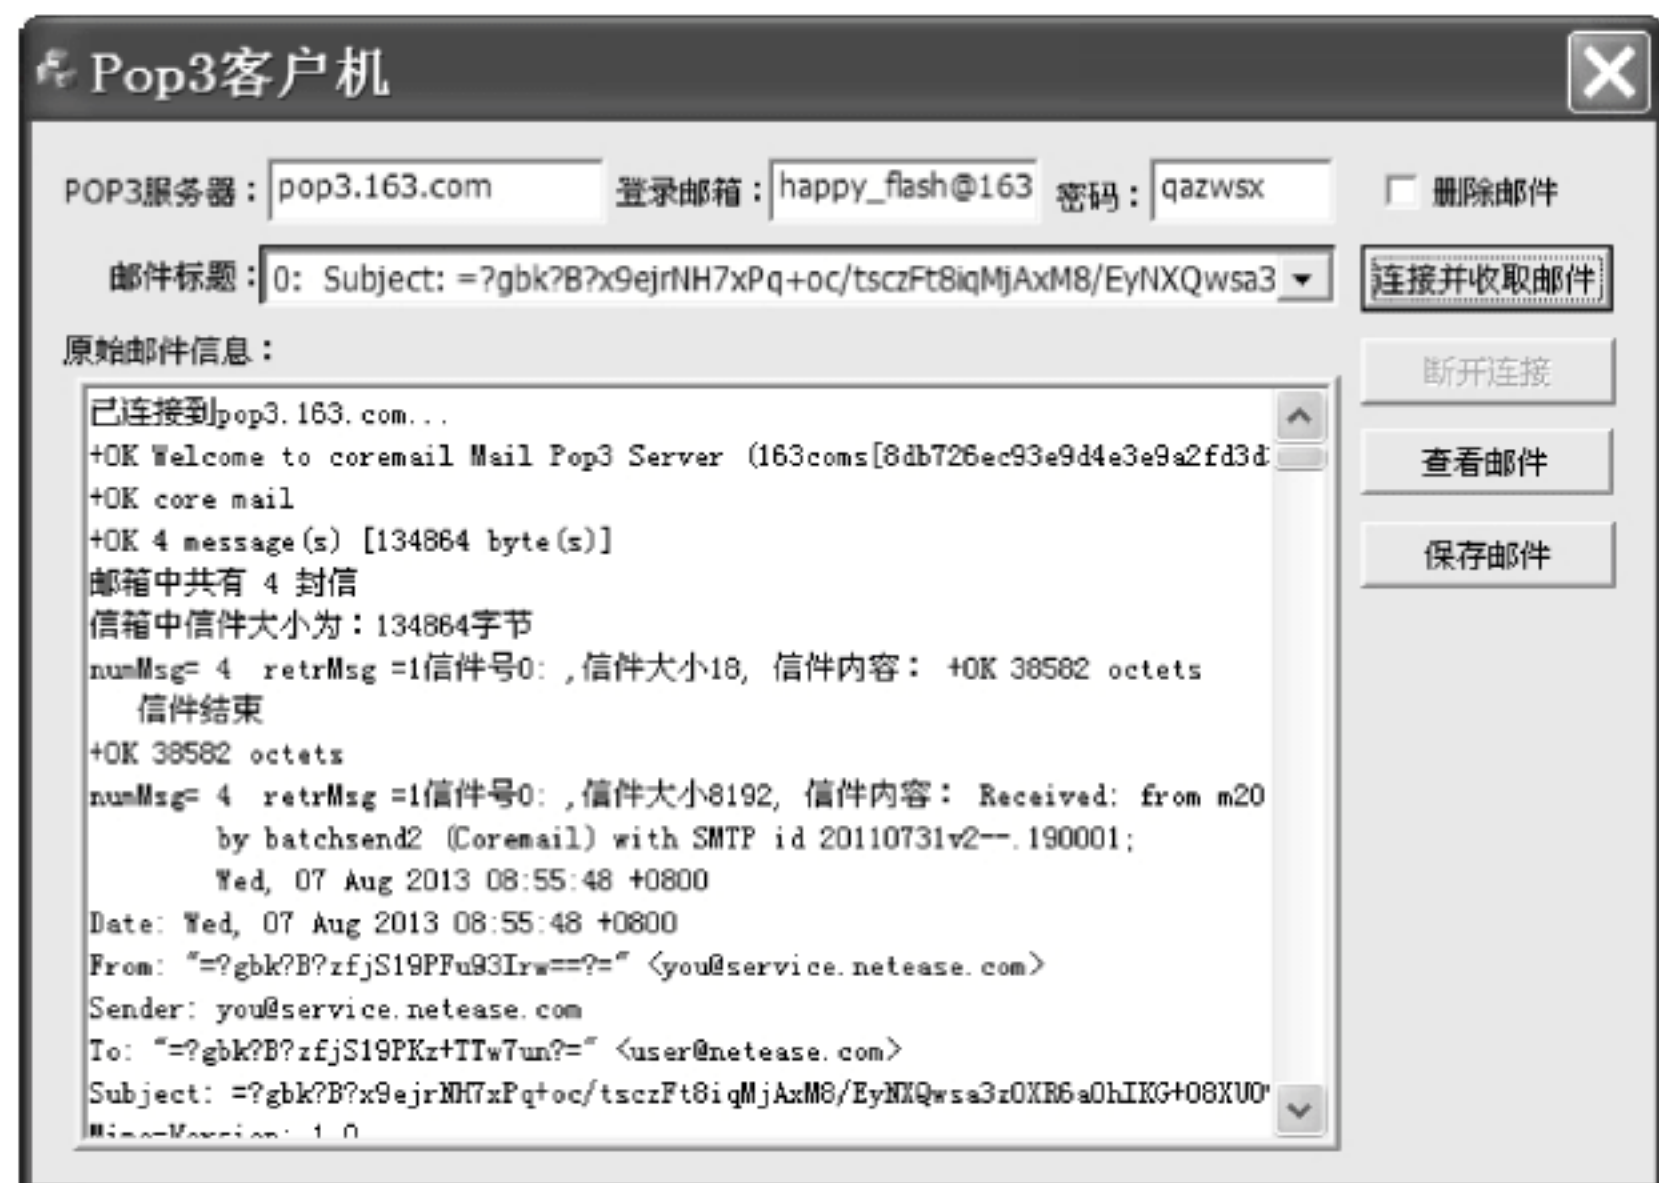 Pop3客户机
POP3服务器： pop3.163.com 登录邮箱： happy_flash@163 密码： qazwsx 删除邮件
邮件标题： 0: Subject: =?gbk?B?x9ejrNH7xPq+oc/tsczFt8iqMjAxM8/EyNXQwsa3 连接并收取邮件
原始邮件信息：
断开连接
查看邮件
保存邮件
已连接到pop3.163.com...
+OK Welcome to coremail Mail Pop3 Server (163coms[8db726ec93e9d4e3e9a2fd3d
+OK core mail
+OK 4 message(s) [134864 byte(s)]
邮箱中共有 4 封信
信箱中信件大小为：134864字节
numMsg= 4 retrMsg =1信件号0: ,信件大小18, 信件内容： +OK 38582 octets
信件结束
+OK 38582 octets
numMsg= 4 retrMsg =1信件号0: ,信件大小8192, 信件内容： Received: from m20
by batchsend2 (Coremail) with SMTP id 20110731v2--.190001;
Wed, 07 Aug 2013 08:55:48 +0800
Date: Wed, 07 Aug 2013 08:55:48 +0800
From: "=?gbk?B?zfjS19PFu93Irw==?=" <you@service.netease.com>
Sender: you@service.netease.com
To: "=?gbk?B?zfjS19PKz+TTw7un?=" <user@netease.com>
Subject: =?gbk?B?x9ejrNH7xPq+oc/tsczFt8iqMjAxM8/EyNXQwsa3z0XR6a0hIKG+08XU0
Mime-Version: 1.0